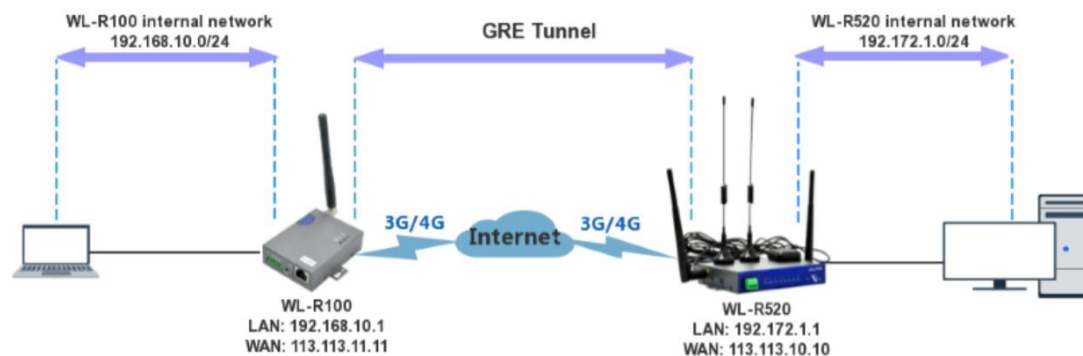 WL-R100 internal network
192.168.10.0/24
GRE Tunnel
WL-R520 internal network
192.172.1.0/24
3G/4G
Internet
3G/4G
WL-R100
LAN: 192.168.10.1
WAN: 113.113.11.11
WL-R520
LAN: 192.172.1.1
WAN: 113.113.10.10